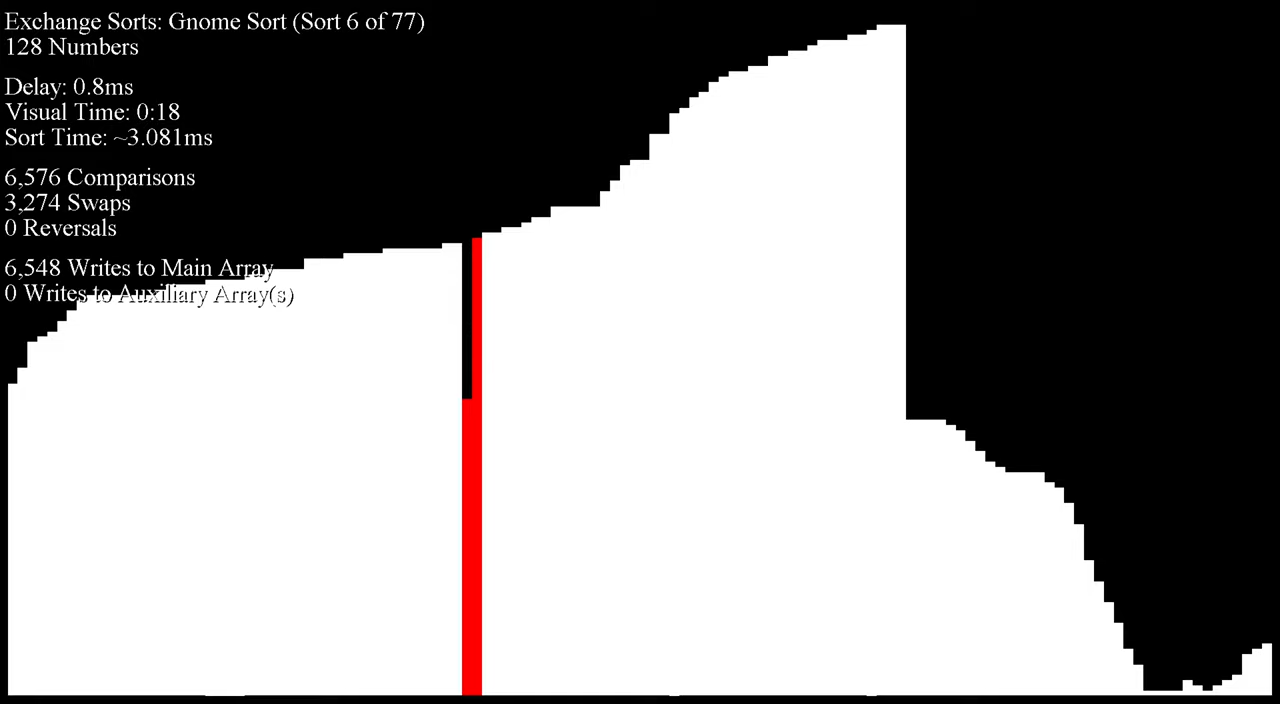 Exchange Sorts: Gnome Sort (Sort 6 of 77)
128 Numbers
Delay: 0.8ms
Visual Time: 0:18
Sort Time: ~3.081ms
6,576 Comparisons
3,274 Swaps
0 Reversals
6,548 Writes to Main Array
0 Writes to Auxiliary Array(s)